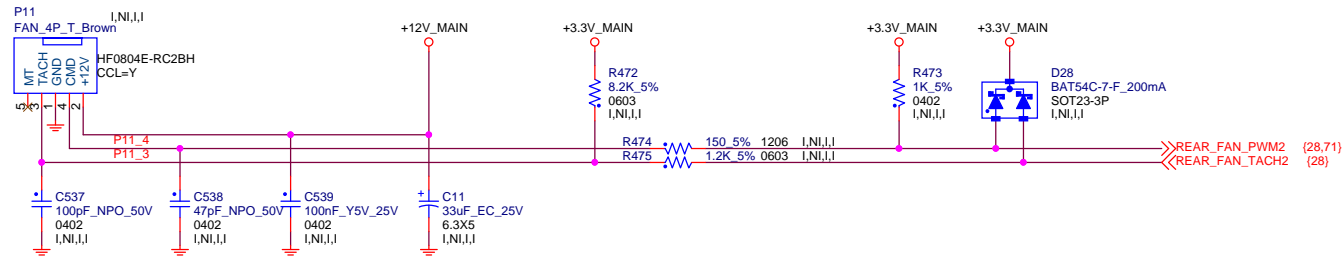 P11
I,NI,I,I
FAN_4P_T_Brown
HF0804E-RC2BH
CCL=Y
MT
TACH
GND
CMD
+12V
5
3
1
4
2
+12V_MAIN
+3.3V_MAIN
+3.3V_MAIN
+3.3V_MAIN
R472
8.2K_5%
0603
I,NI,I,I
R473
1K_5%
0402
I,NI,I,I
D28
BAT54C-7-F_200mA
SOT23-3P
I,NI,I,I
P11_4
P11_3
R474 150_5% 1206 I,NI,I,I
R475 1.2K_5% 0603 I,NI,I,I
REAR_FAN_PWM2 {28,71}
REAR_FAN_TACH2 {28}
C537
100pF_NPO_50V
0402
I,NI,I,I
C538
47pF_NPO_50V
0402
I,NI,I,I
C539
100nF_Y5V_25V
0402
I,NI,I,I
+
C11
33uF_EC_25V
6.3X5
I,NI,I,I